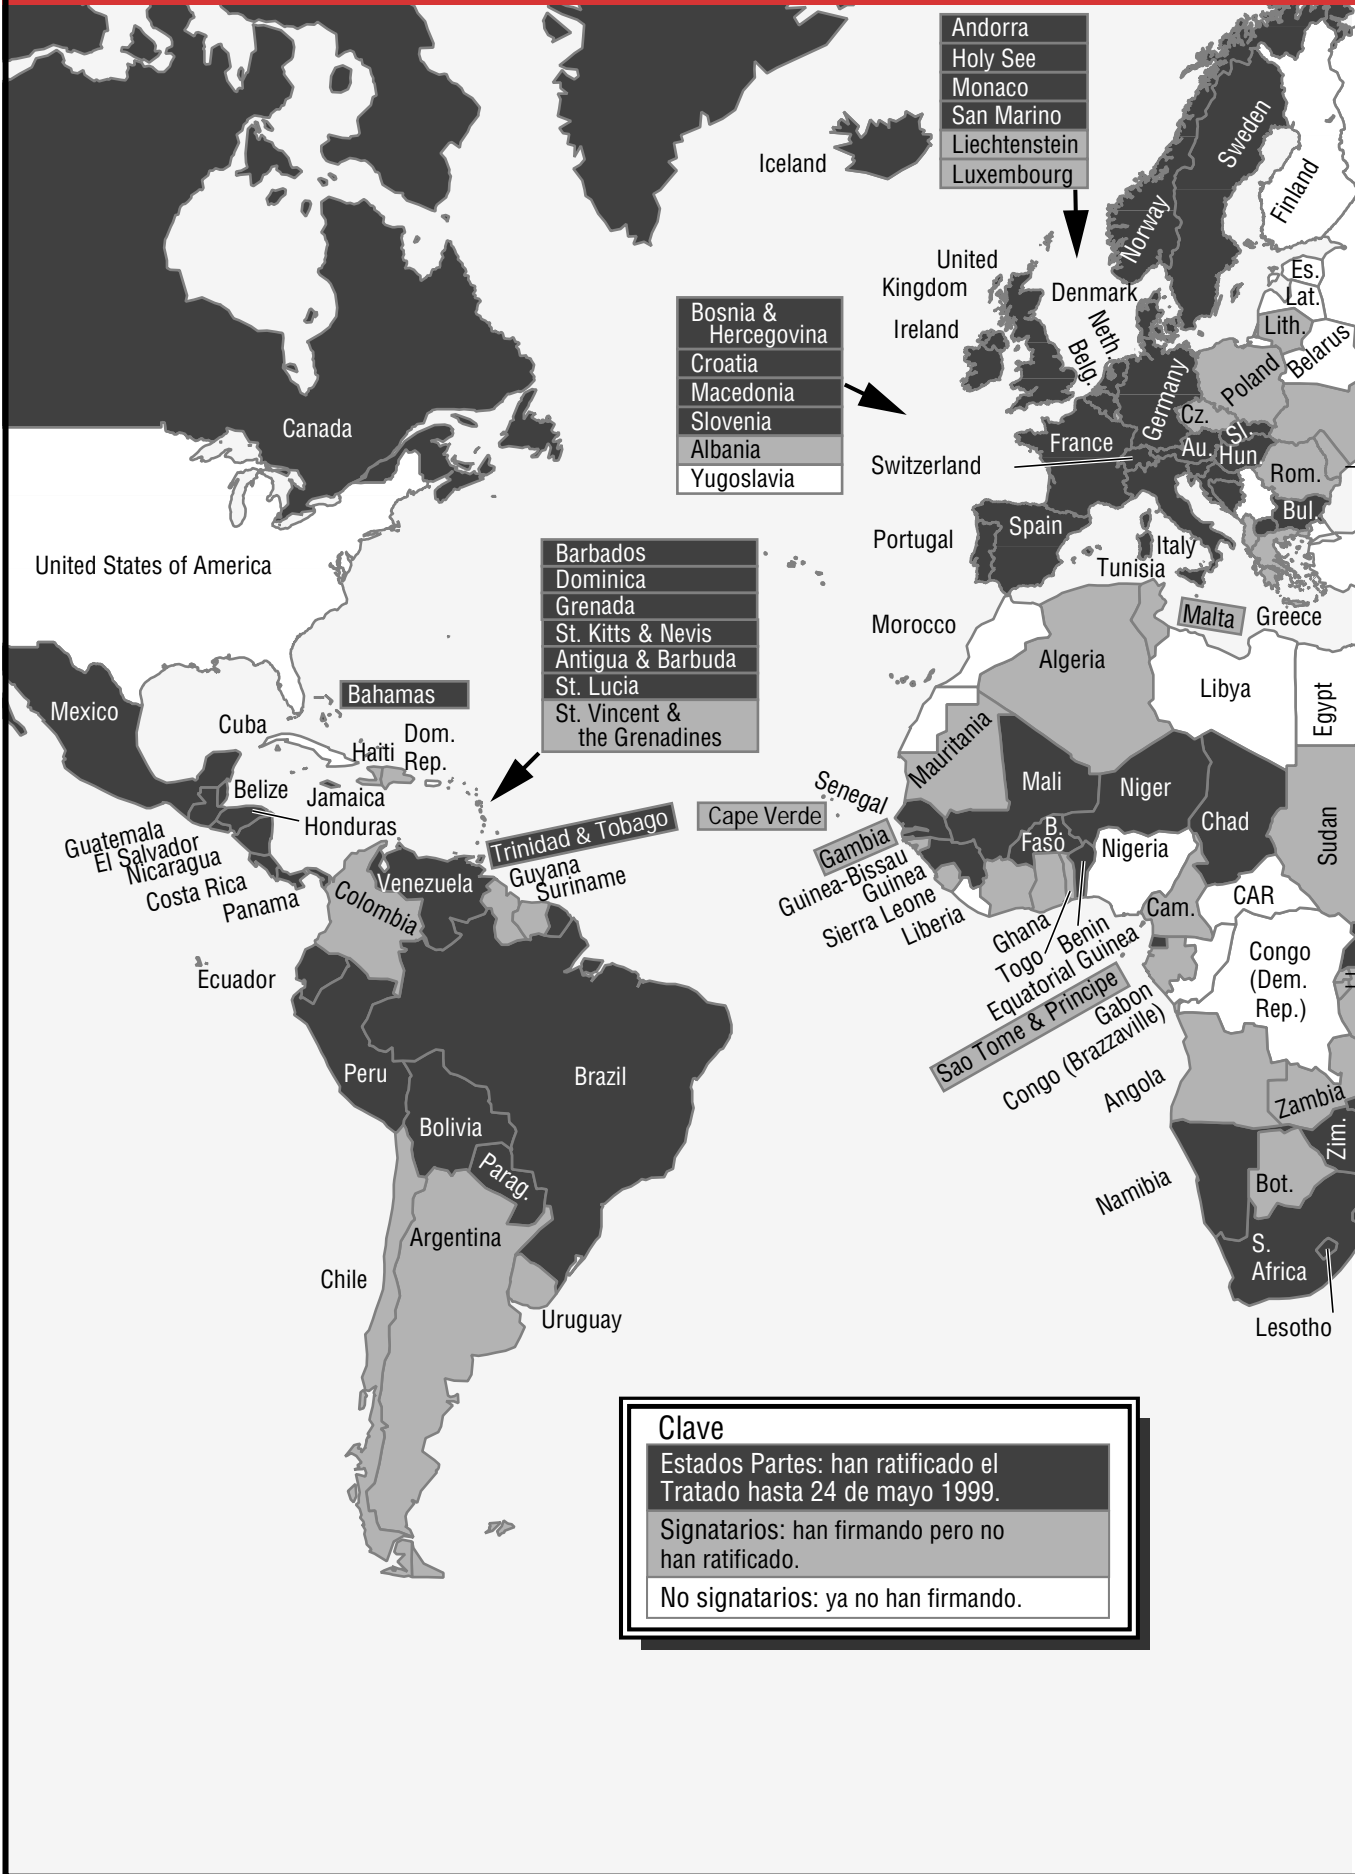 Andorra
Holy See
Monaco
San Marino
Liechtenstein
Luxembourg
Iceland
Sweden
Finland
Norway
United
Kingdom
Denmark
Ireland
Neth.
Belg.
Es.
Lat.
Lith.
Belarus
Poland
Germany
Cz.
Sl.
Au.
Hun.
France
Switzerland
Rom.
Bul.
Bosnia &
Hercegovina
Croatia
Macedonia
Slovenia
Albania
Yugoslavia
Canada
United States of America
Portugal
Spain
Italy
Tunisia
Malta
Greece
Morocco
Algeria
Libya
Egypt
Barbados
Dominica
Grenada
St. Kitts & Nevis
Antigua & Barbuda
St. Lucia
St. Vincent &
the Grenadines
Bahamas
Mexico
Cuba
Haiti
Dom.
Rep.
Belize
Jamaica
Honduras
Guatemala
El Salvador
Nicaragua
Costa Rica
Panama
Trinidad & Tobago
Guyana
Suriname
Venezuela
Colombia
Ecuador
Cape Verde
Mauritania
Mali
Niger
Chad
Sudan
Senegal
Gambia
Guinea-Bissau
Guinea
Sierra Leone
Liberia
B.
Faso
Nigeria
Ghana
Togo
Benin
Equatorial Guinea
Sao Tome & Principe
Gabon
Congo (Brazzaville)
Cam.
CAR
Congo
(Dem.
Rep.)
Angola
Zambia
Zim.
Namibia
Bot.
S.
Africa
Lesotho
Peru
Brazil
Bolivia
Parag.
Argentina
Chile
Uruguay
Clave
Estados Partes: han ratificado el
Tratado hasta 24 de mayo 1999.
Signatarios: han firmando pero no
han ratificado.
No signatarios: ya no han firmando.